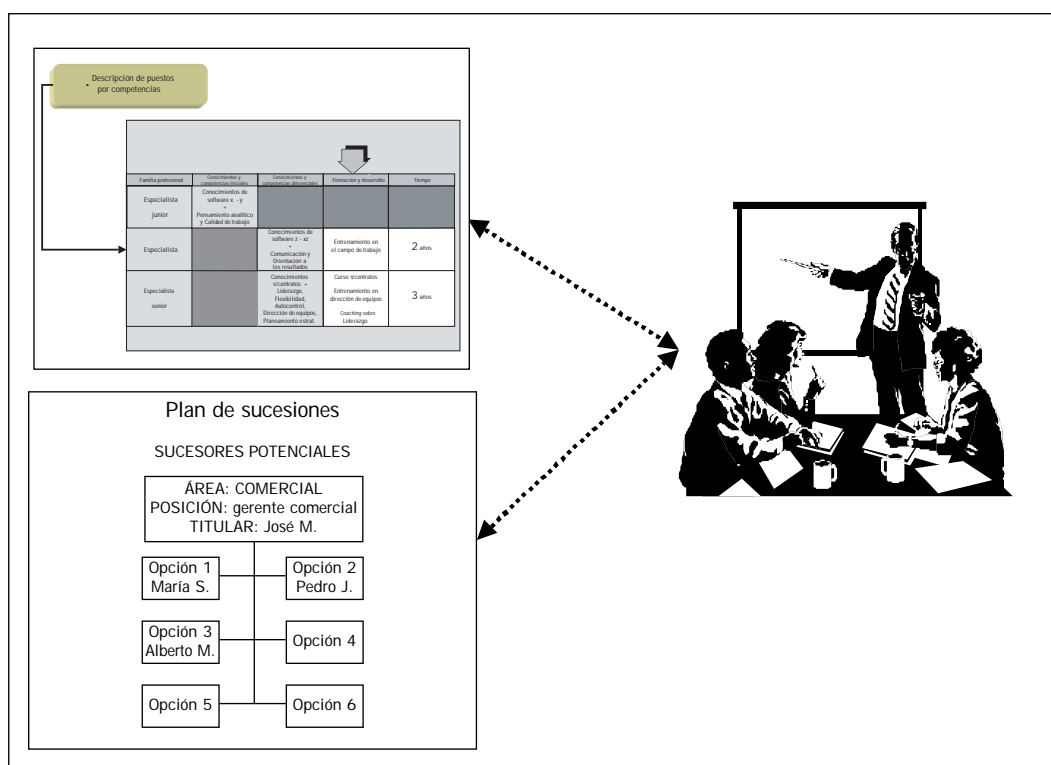 Descripción de puestos
• por competencias
Familia profesional
Conocimientos y
competencias iniciales
Conocimientos y
competencias diferenciales
Formación y desarrollo
Tiempo
Especialista
junior
Conocimientos de
software x - y
+
Pensamiento analítico
y Calidad de trabajo
Especialista
Conocimientos de
software z - xz
+
Comunicación y
Orientación a
los resultados
Entrenamiento en
el campo de trabajo
2 años
Especialista
senior
Conocimientos
s/contratos +
Liderazgo,
Flexibilidad,
Autocontrol,
Dirección de equipos,
Planeamiento estrat.
Curso s/contratos
Entrenamiento en
dirección de equipos
Coaching sobre
Liderazgo
3 años
Plan de sucesiones
SUCESORES POTENCIALES
ÁREA: COMERCIAL
POSICIÓN: gerente comercial
TITULAR: José M.
Opción 1
María S.
Opción 2
Pedro J.
Opción 3
Alberto M.
Opción 4
Opción 5
Opción 6